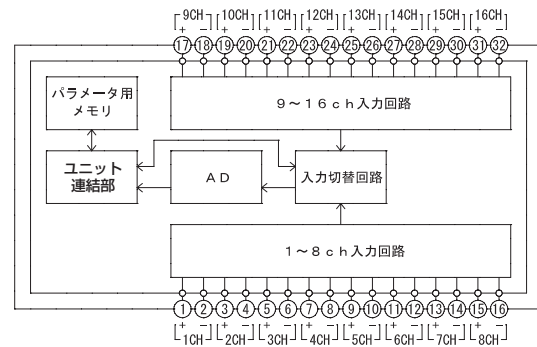 9CH 10CH 11CH 12CH 13CH 14CH 15CH 16CH
+ − + − + − + − + − + − + − + −
17 18 19 20 21 22 23 24 25 26 27 28 29 30 31 32
パラメータ用
メモリ
9～16ch入力回路
ユニット
連結部
AD
入力切替回路
1～8ch入力回路
1 2 3 4 5 6 7 8 9 10 11 12 13 14 15 16
+ − + − + − + − + − + − + − + −
1CH 2CH 3CH 4CH 5CH 6CH 7CH 8CH